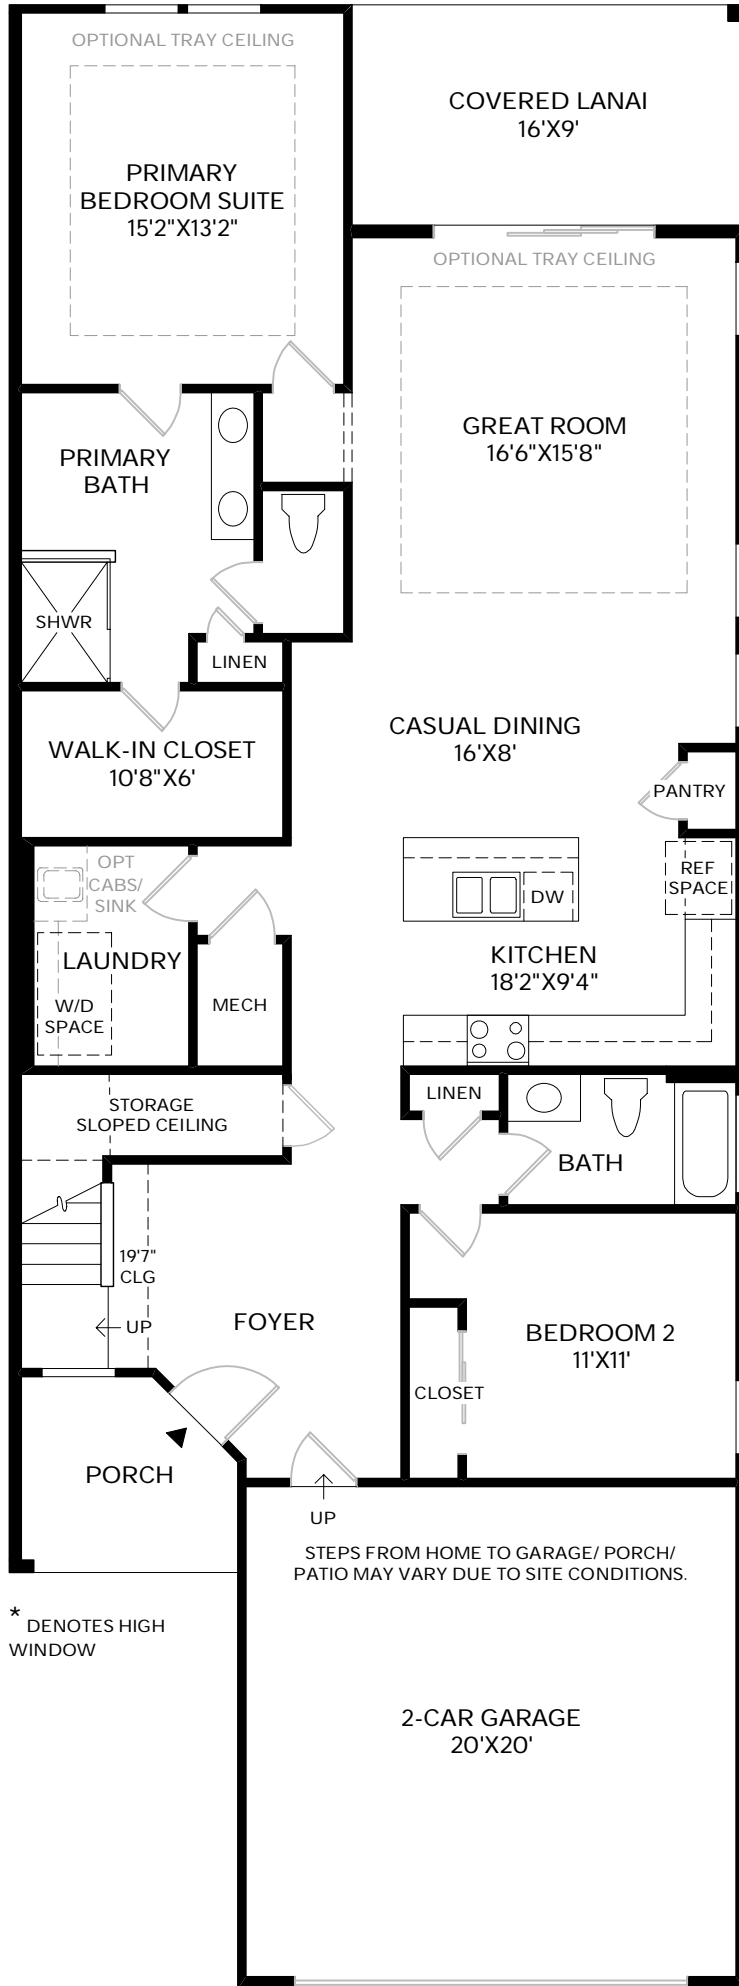 OPTIONAL TRAY CEILING
COVERED LANAI
16'X9'
PRIMARY
BEDROOM SUITE
15'2"X13'2"
OPTIONAL TRAY CEILING
GREAT ROOM
16'6"X15'8"
PRIMARY
BATH
SHWR
LINEN
CASUAL DINING
16'X8'
WALK-IN CLOSET
10'8"X6'
PANTRY
OPT
CABS/
SINK
REF
SPACE
DW
LAUNDRY
KITCHEN
18'2"X9'4"
W/D
SPACE
MECH
STORAGE
SLOPED CEILING
LINEN
BATH
19'7"
CLG
UP
FOYER
BEDROOM 2
11'X11'
CLOSET
PORCH
UP
STEPS FROM HOME TO GARAGE/ PORCH/
PATIO MAY VARY DUE TO SITE CONDITIONS.
* DENOTES HIGH
WINDOW
2-CAR GARAGE
20'X20'